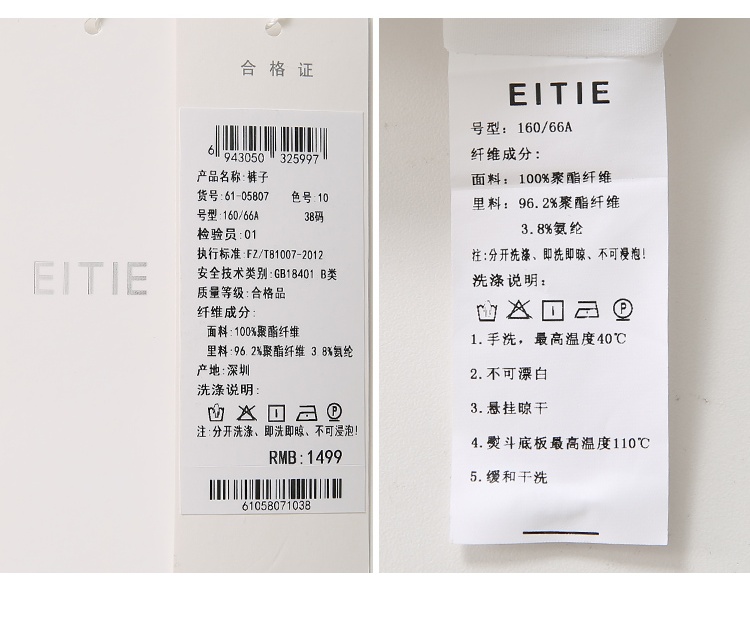 EITIE
合格证
6 943050 325997
产品名称:裤子
货号:61-05807 色号:10
号型:160/66A 38码
检验员:01
执行标准:FZ/T81007-2012
安全技术类别:GB18401 B类
质量等级:合格品
纤维成分:
面料:100%聚酯纤维
里料:96.2%聚酯纤维 3.8%氨纶
产地:深圳
洗涤说明:
P
注:分开洗涤、即洗即晾、不可浸泡!
RMB:1499
61058071038
EITIE
号型: 160/66A
纤维成分:
面料: 100%聚酯纤维
里料: 96.2%聚酯纤维
3.8%氨纶
注:分开洗涤、即洗即晾、不可浸泡!
洗涤说明:
P
1.手洗，最高温度40℃
2.不可漂白
3.悬挂晾干
4.熨斗底板最高温度110℃
5.缓和干洗